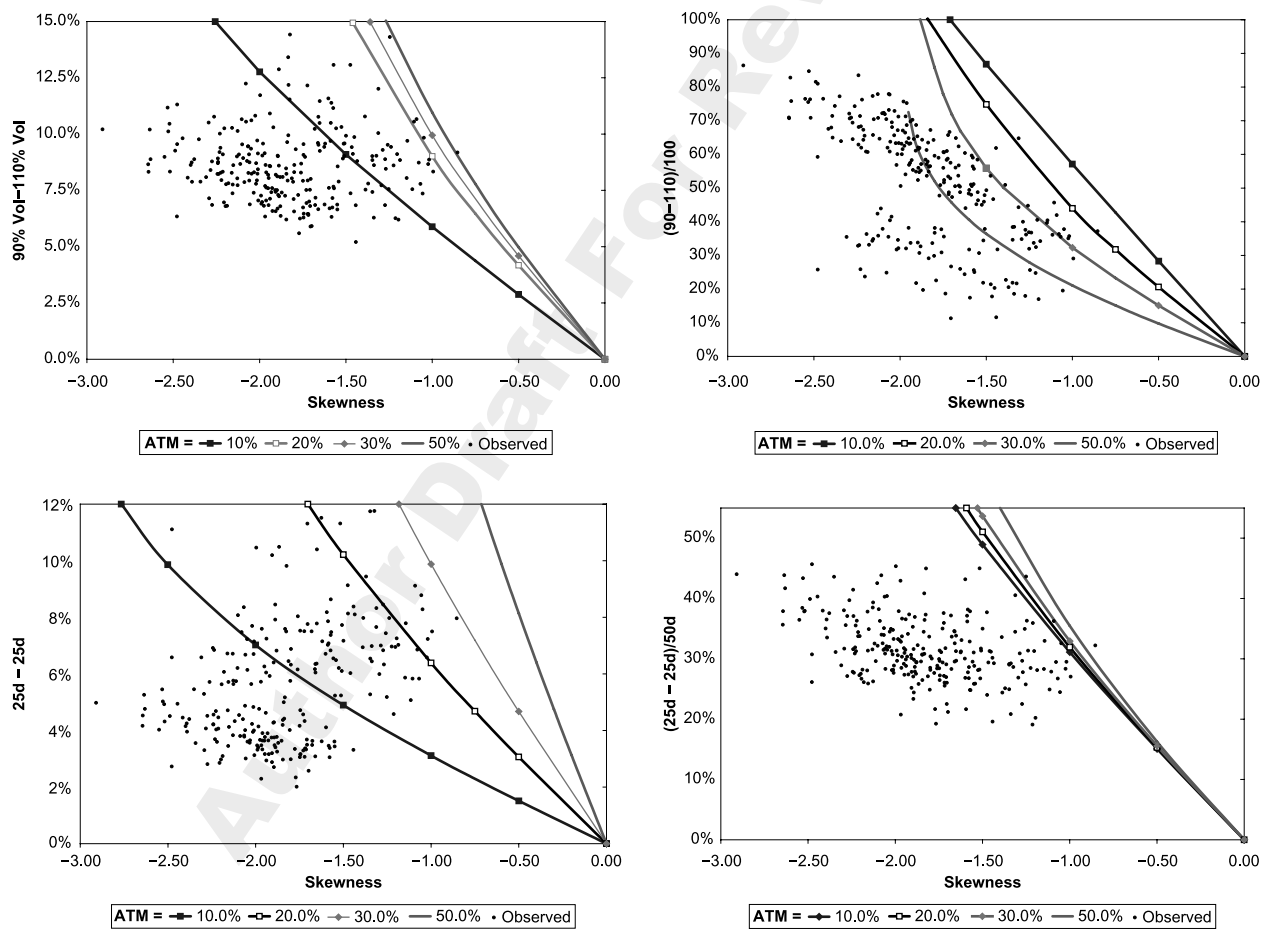 90% Vol–110% Vol
15.0%
12.5%
10.0%
7.5%
5.0%
2.5%
0.0%
−3.00 −2.50 −2.00 −1.50 −1.00 −0.50 0.00
Skewness
ATM = 10% 20% 30% 50% Observed
(90–110)/100
100%
90%
80%
70%
60%
50%
40%
30%
20%
10%
0%
−3.00 −2.50 −2.00 −1.50 −1.00 −0.50 0.00
Skewness
ATM = 10.0% 20.0% 30.0% 50.0% Observed
25d – 25d
12%
10%
8%
6%
4%
2%
0%
−3.00 −2.50 −2.00 −1.50 −1.00 −0.50 0.00
Skewness
ATM = 10.0% 20.0% 30.0% 50.0% Observed
(25d – 25d)/50d
50%
40%
30%
20%
10%
0%
−3.00 −2.50 −2.00 −1.50 −1.00 −0.50 0.00
Skewness
ATM = 10.0% 20.0% 30.0% 50.0% Observed
Author Draft For Rev